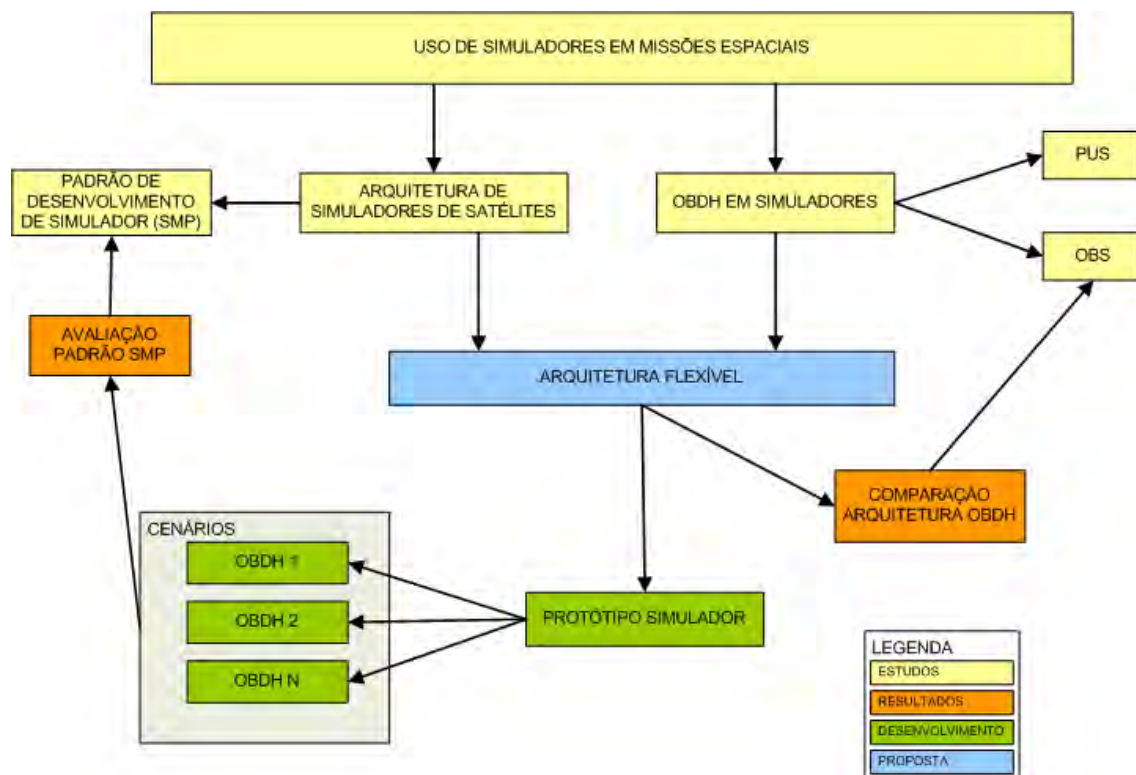 USO DE SIMULADORES EM MISSÕES ESPACIAIS
PUS
PADRÃO DE
DESENVOLVIMENTO
DE SIMULADOR (SMP)
ARQUITETURA DE
SIMULADORES DE SATÉLITES
OBDH EM SIMULADORES
OBS
AVALIAÇÃO
PADRÃO SMP
ARQUITETURA FLEXÍVEL
COMPARAÇÃO
ARQUITETURA OBDH
CENÁRIOS
OBDH 1
OBDH 2
OBDH N
PROTÓTIPO SIMULADOR
LEGENDA
ESTUDOS
RESULTADOS
DESENVOLVIMENTO
PROPOSTA